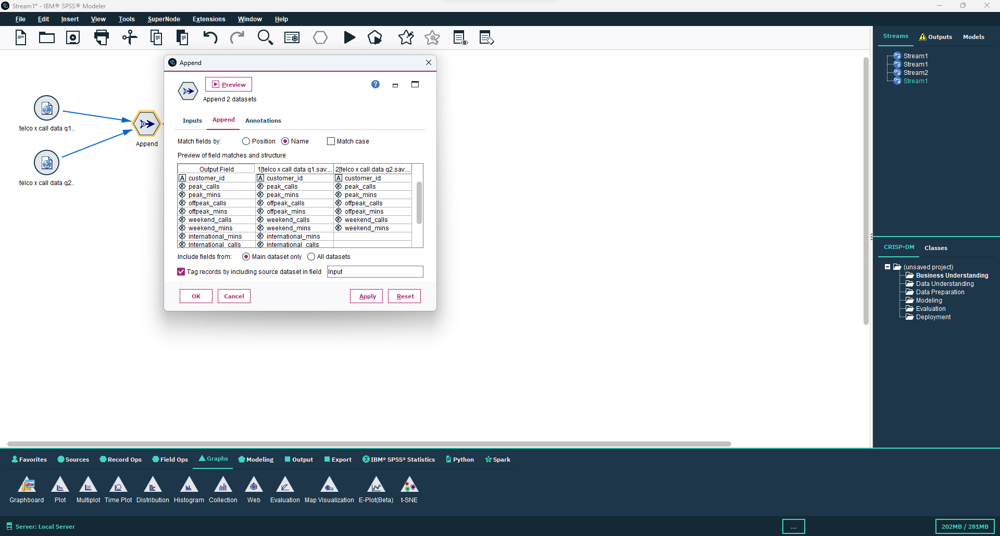 Stream1* - IBM® SPSS® Modeler
File Edit Insert View Tools SuperNode Extensions Window Help
Append
Preview
Append 2 datasets
Inputs Append Annotations
Match fields by: Position Name Match case
Preview of field matches and structure
Output Field 1[telco x call data q1.sav:... 2[telco x call data q2.sav:...
customer_id customer_id customer_id
peak_calls peak_calls peak_calls
peak_mins peak_mins peak_mins
offpeak_calls offpeak_calls offpeak_calls
offpeak_mins offpeak_mins offpeak_mins
weekend_calls weekend_calls weekend_calls
weekend_mins weekend_mins weekend_mins
international_mins international_mins
International_calls International_calls
Include fields from: Main dataset only All datasets
Tag records by including source dataset in field Input
OK Cancel Apply Reset
telco x call data q1..
Append
telco x call data q2..
Streams Outputs Models
Stream1
Stream1
Stream2
Stream1
CRISP-DM Classes
(unsaved project)
Business Understanding
Data Understanding
Data Preparation
Modeling
Evaluation
Deployment
Favorites Sources Record Ops Field Ops Graphs Modeling Output Export IBM® SPSS® Statistics Python Spark
Graphboard Plot Multiplot Time Plot Distribution Histogram Collection Web Evaluation Map Visualization E-Plot(Beta) t-SNE
Server: Local Server ... 202MB / 281MB